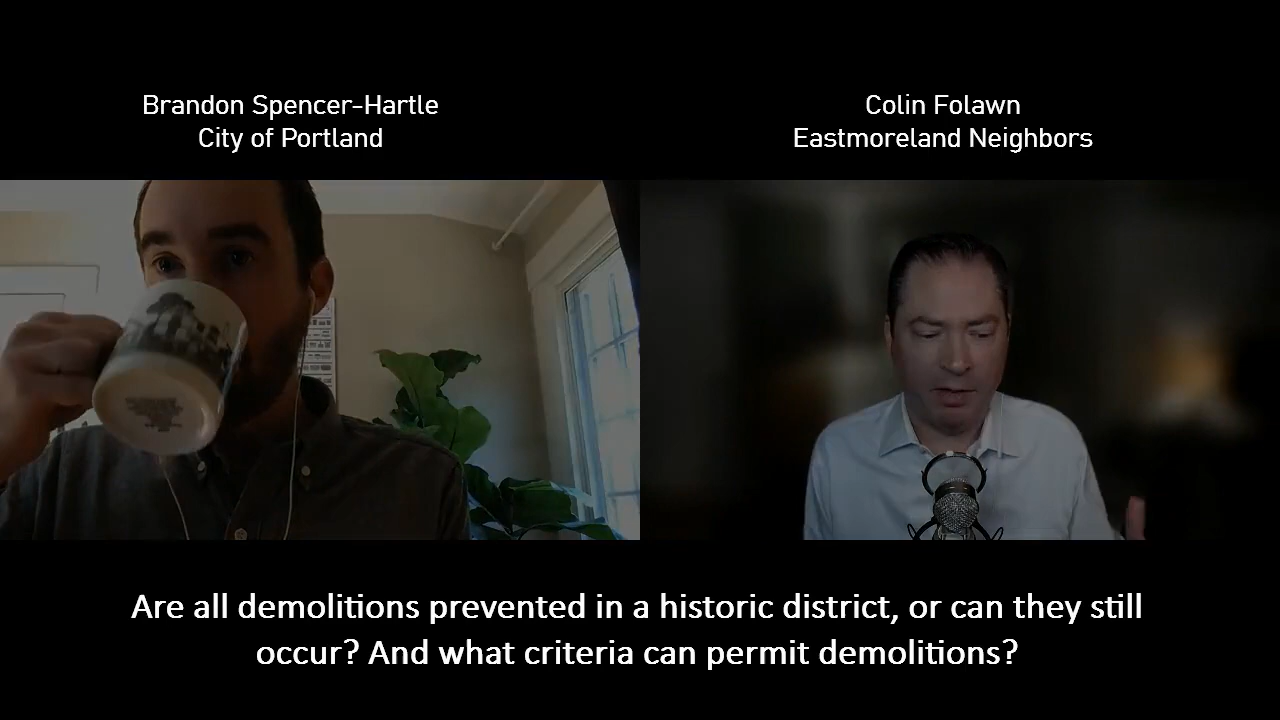 Brandon Spencer-Hartle
City of Portland
Colin Folawn
Eastmoreland Neighbors
Are all demolitions prevented in a historic district, or can they still
occur? And what criteria can permit demolitions?